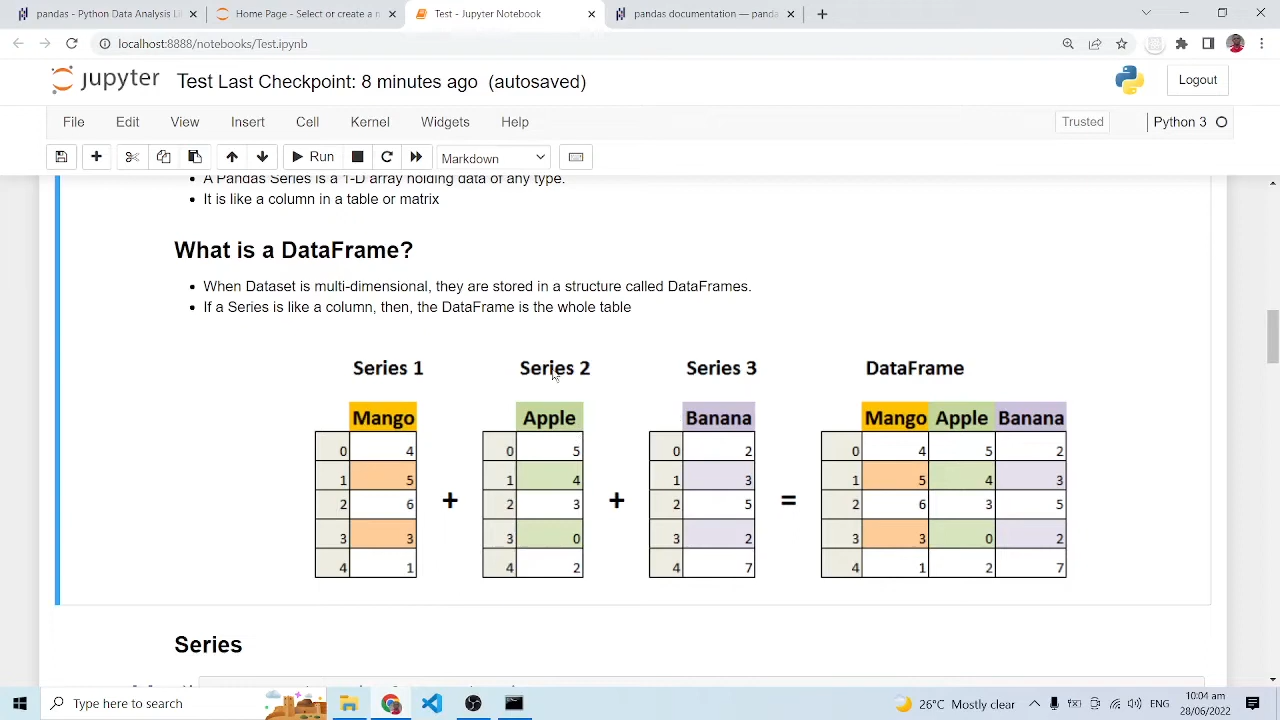 pandas - Python Data Analysis Li
Home Page - Select or create a n
Test - Jupyter Notebook
pandas documentation — panda
localhost:8888/notebooks/Test.ipynb
jupyter Test Last Checkpoint: 8 minutes ago (autosaved)
Logout
File Edit View Insert Cell Kernel Widgets Help Trusted Python 3
Run Markdown
A Pandas Series is a 1-D array holding data of any type.
It is like a column in a table or matrix
What is a DataFrame?
When Dataset is multi-dimensional, they are stored in a structure called DataFrames.
If a Series is like a column, then, the DataFrame is the whole table
Series 1 Series 2 Series 3 DataFrame
Mango Apple Banana Mango Apple Banana
0 4 0 5 0 2 0 4 5 2
1 5 1 4 1 3 1 5 4 3
2 6 + 2 3 + 2 5 = 2 6 3 5
3 3 3 0 3 2 3 3 0 2
4 1 4 2 4 7 4 1 2 7
Series
Type here to search
26°C Mostly clear
ENG
10:04 am
28/06/2022